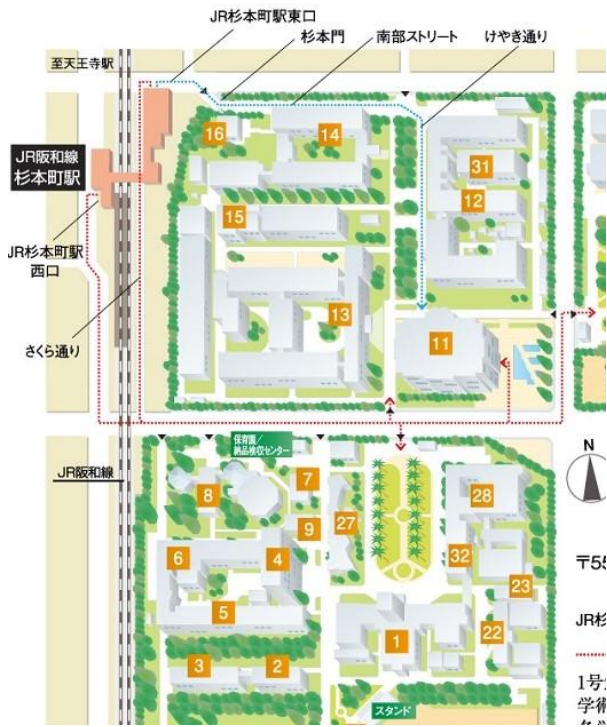 JR杉本町駅東口
杉本門
南部ストリート
けやき通り
至天王寺駅
JR阪和線
杉本町駅
JR杉本町駅
西口
さくら通り
16
14
31
12
15
13
11
保育園/
納品検収センター
JR阪和線
N
8
7
9
27
28
6
4
32
23
5
1
22
3
2
スタンド
〒55
JR杉
1号
学術